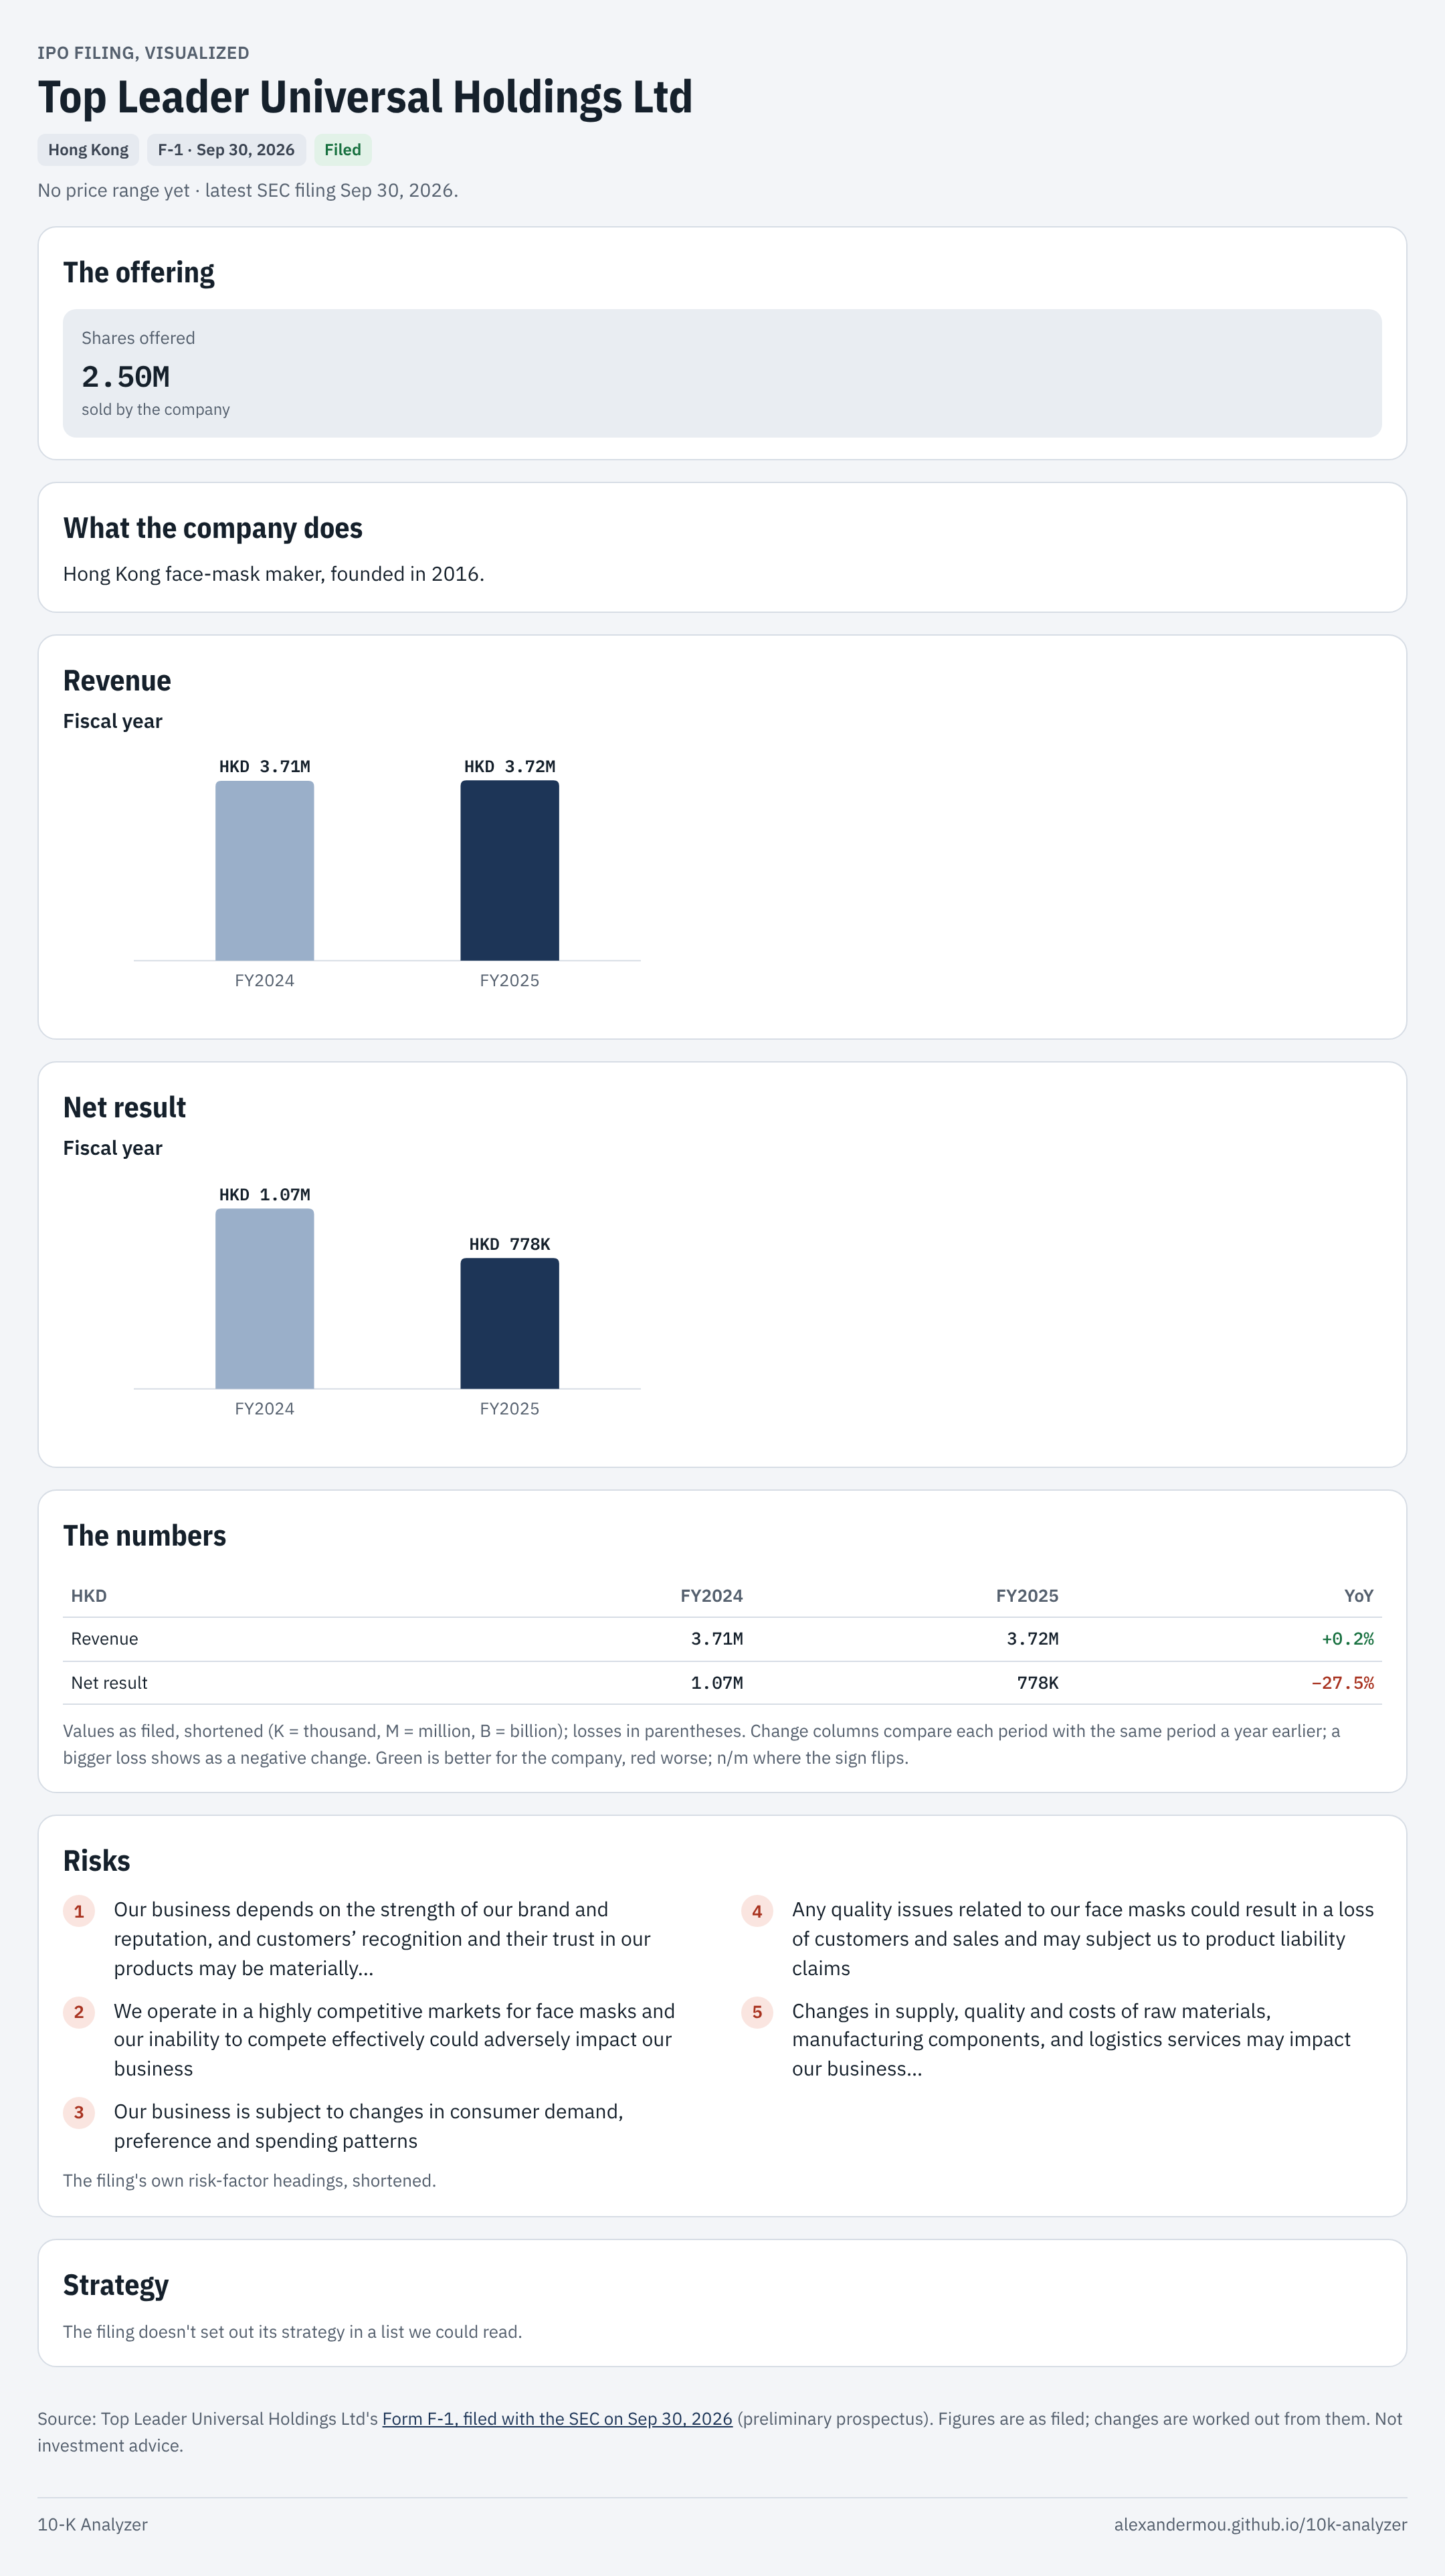 IPO FILING, VISUALIZED
Top Leader Universal Holdings Ltd
Hong Kong
F-1 · Sep 30, 2026
Filed
No price range yet · latest SEC filing Sep 30, 2026.
The offering
Shares offered
2.50M
sold by the company
What the company does
Hong Kong face-mask maker, founded in 2016.
Revenue
Fiscal year
HKD 3.71M
HKD 3.72M
FY2024
FY2025
Net result
Fiscal year
HKD 1.07M
HKD 778K
FY2024
FY2025
The numbers
HKD FY2024 FY2025 YoY
Revenue 3.71M 3.72M +0.2%
Net result 1.07M 778K −27.5%
Values as filed, shortened (K = thousand, M = million, B = billion); losses in parentheses. Change columns compare each period with the same period a year earlier; a
bigger loss shows as a negative change. Green is better for the company, red worse; n/m where the sign flips.
Risks
1 Our business depends on the strength of our brand and
reputation, and customers’ recognition and their trust in our
products may be materially…
2 We operate in a highly competitive markets for face masks and
our inability to compete effectively could adversely impact our
business
3 Our business is subject to changes in consumer demand,
preference and spending patterns
4 Any quality issues related to our face masks could result in a loss
of customers and sales and may subject us to product liability
claims
5 Changes in supply, quality and costs of raw materials,
manufacturing components, and logistics services may impact
our business…
The filing's own risk-factor headings, shortened.
Strategy
The filing doesn't set out its strategy in a list we could read.
Source: Top Leader Universal Holdings Ltd's Form F-1, filed with the SEC on Sep 30, 2026 (preliminary prospectus). Figures are as filed; changes are worked out from them. Not
investment advice.
10-K Analyzer
alexandermou.github.io/10k-analyzer